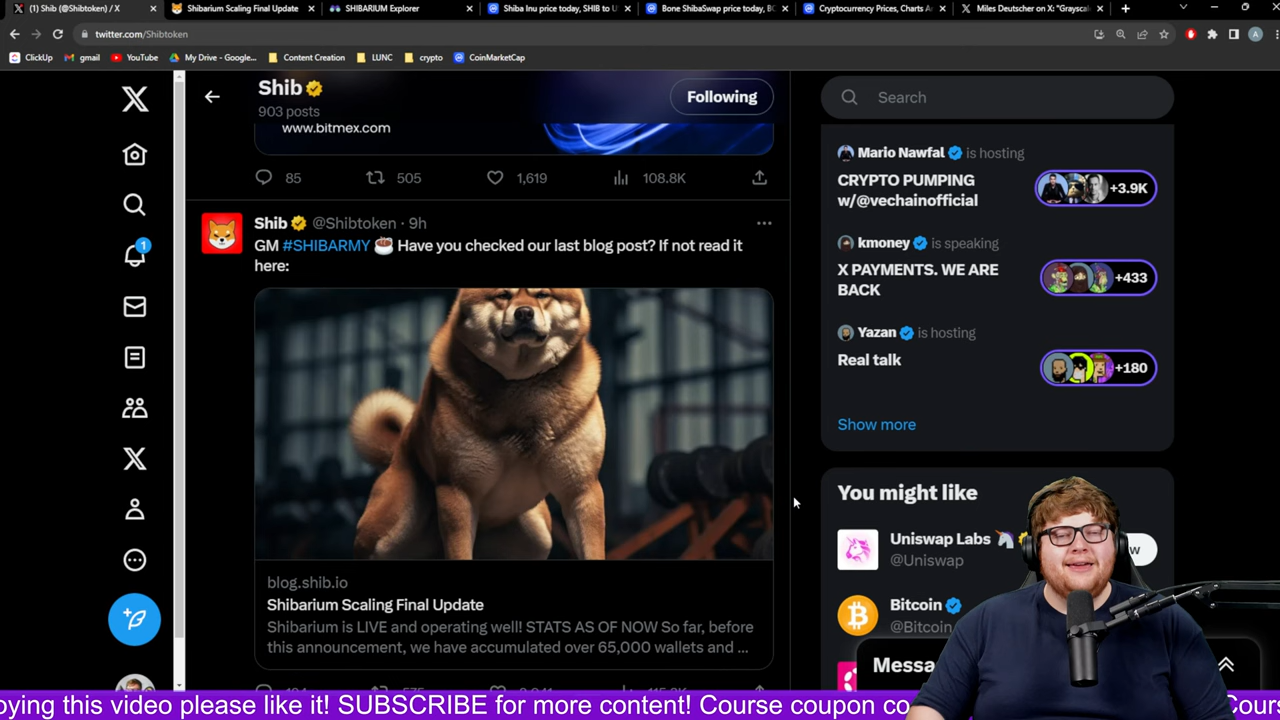 (1) Shib (@Shibtoken) / X
Shibarium Scaling Final Update
SHIBARIUM Explorer
Shiba Inu price today, SHIB to U
Bone ShibaSwap price today, BO
Cryptocurrency Prices, Charts A
Miles Deutscher on X: "Grayscal
twitter.com/Shibtoken
ClickUp
gmail
YouTube
My Drive - Google...
Content Creation
LUNC
crypto
CoinMarketCap
Shib
903 posts
Following
www.bitmex.com
85 505 1,619 108.8K
Shib @Shibtoken · 9h
GM #SHIBARMY ☕ Have you checked our last blog post? If not read it
here:
blog.shib.io
Shibarium Scaling Final Update
Shibarium is LIVE and operating well! STATS AS OF NOW So far, before
this announcement, we have accumulated over 65,000 wallets and ...
Search
Mario Nawfal is hosting
CRYPTO PUMPING
w/@vechainofficial
+3.9K
kmoney is speaking
X PAYMENTS. WE ARE
BACK
+433
Yazan is hosting
Real talk
+180
Show more
You might like
Uniswap Labs
@Uniswap
w
Bitcoin
@Bitcoin
Messa
1
A
oying this video please like it! SUBSCRIBE for more content! Course coupon co
Cours